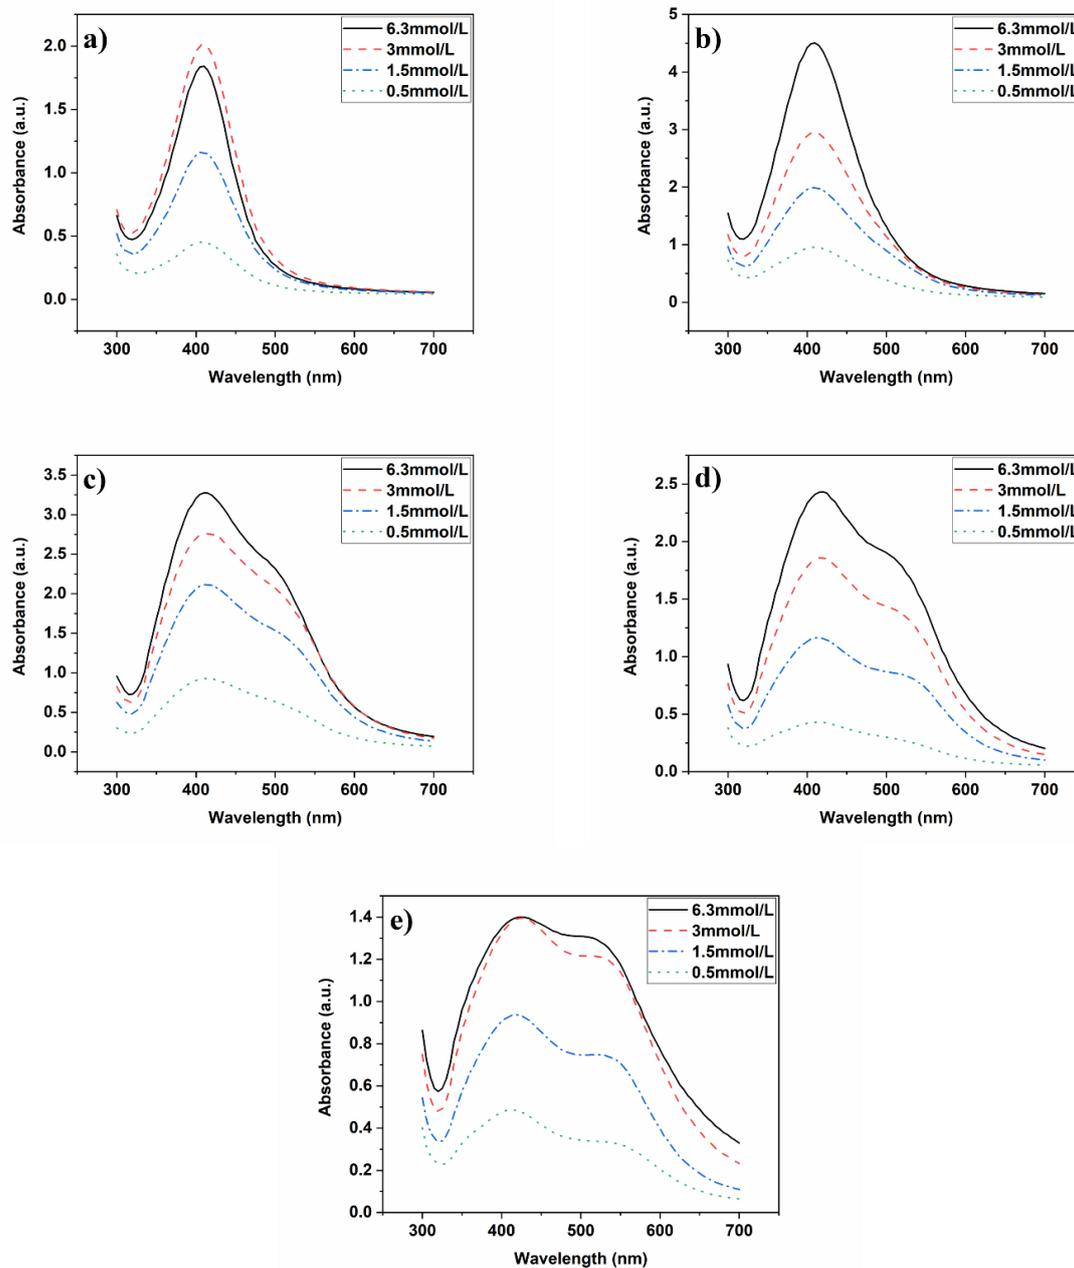 a)
6.3mmol/L
3mmol/L
1.5mmol/L
0.5mmol/L
2.0
1.5
1.0
0.5
0.0
Absorbance (a.u.)
300 400 500 600 700
Wavelength (nm)
b)
6.3mmol/L
3mmol/L
1.5mmol/L
0.5mmol/L
5
4
3
2
1
0
Absorbance (a.u.)
300 400 500 600 700
Wavelength (nm)
c)
6.3mmol/L
3mmol/L
1.5mmol/L
0.5mmol/L
3.5
3.0
2.5
2.0
1.5
1.0
0.5
0.0
Absorbance (a.u.)
300 400 500 600 700
Wavelength (nm)
d)
6.3mmol/L
3mmol/L
1.5mmol/L
0.5mmol/L
2.5
2.0
1.5
1.0
0.5
0.0
Absorbance (a.u.)
300 400 500 600 700
Wavelength (nm)
e)
6.3mmol/L
3mmol/L
1.5mmol/L
0.5mmol/L
1.4
1.2
1.0
0.8
0.6
0.4
0.2
0.0
Absorbance (a.u.)
300 400 500 600 700
Wavelength (nm)